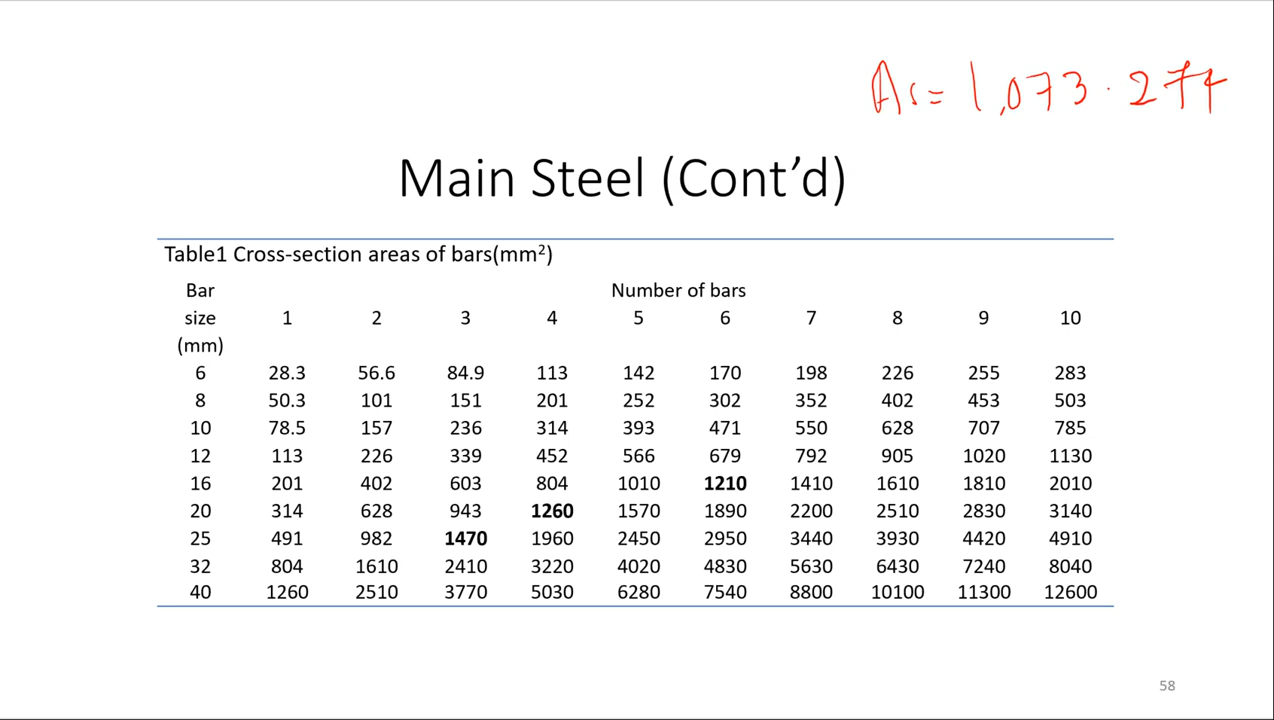 As = 1,073.274
Main Steel (Cont’d)
Table1 Cross-section areas of bars(mm²)
Bar Number of bars
size 1 2 3 4 5 6 7 8 9 10
(mm)
6 28.3 56.6 84.9 113 142 170 198 226 255 283
8 50.3 101 151 201 252 302 352 402 453 503
10 78.5 157 236 314 393 471 550 628 707 785
12 113 226 339 452 566 679 792 905 1020 1130
16 201 402 603 804 1010 1210 1410 1610 1810 2010
20 314 628 943 1260 1570 1890 2200 2510 2830 3140
25 491 982 1470 1960 2450 2950 3440 3930 4420 4910
32 804 1610 2410 3220 4020 4830 5630 6430 7240 8040
40 1260 2510 3770 5030 6280 7540 8800 10100 11300 12600
58